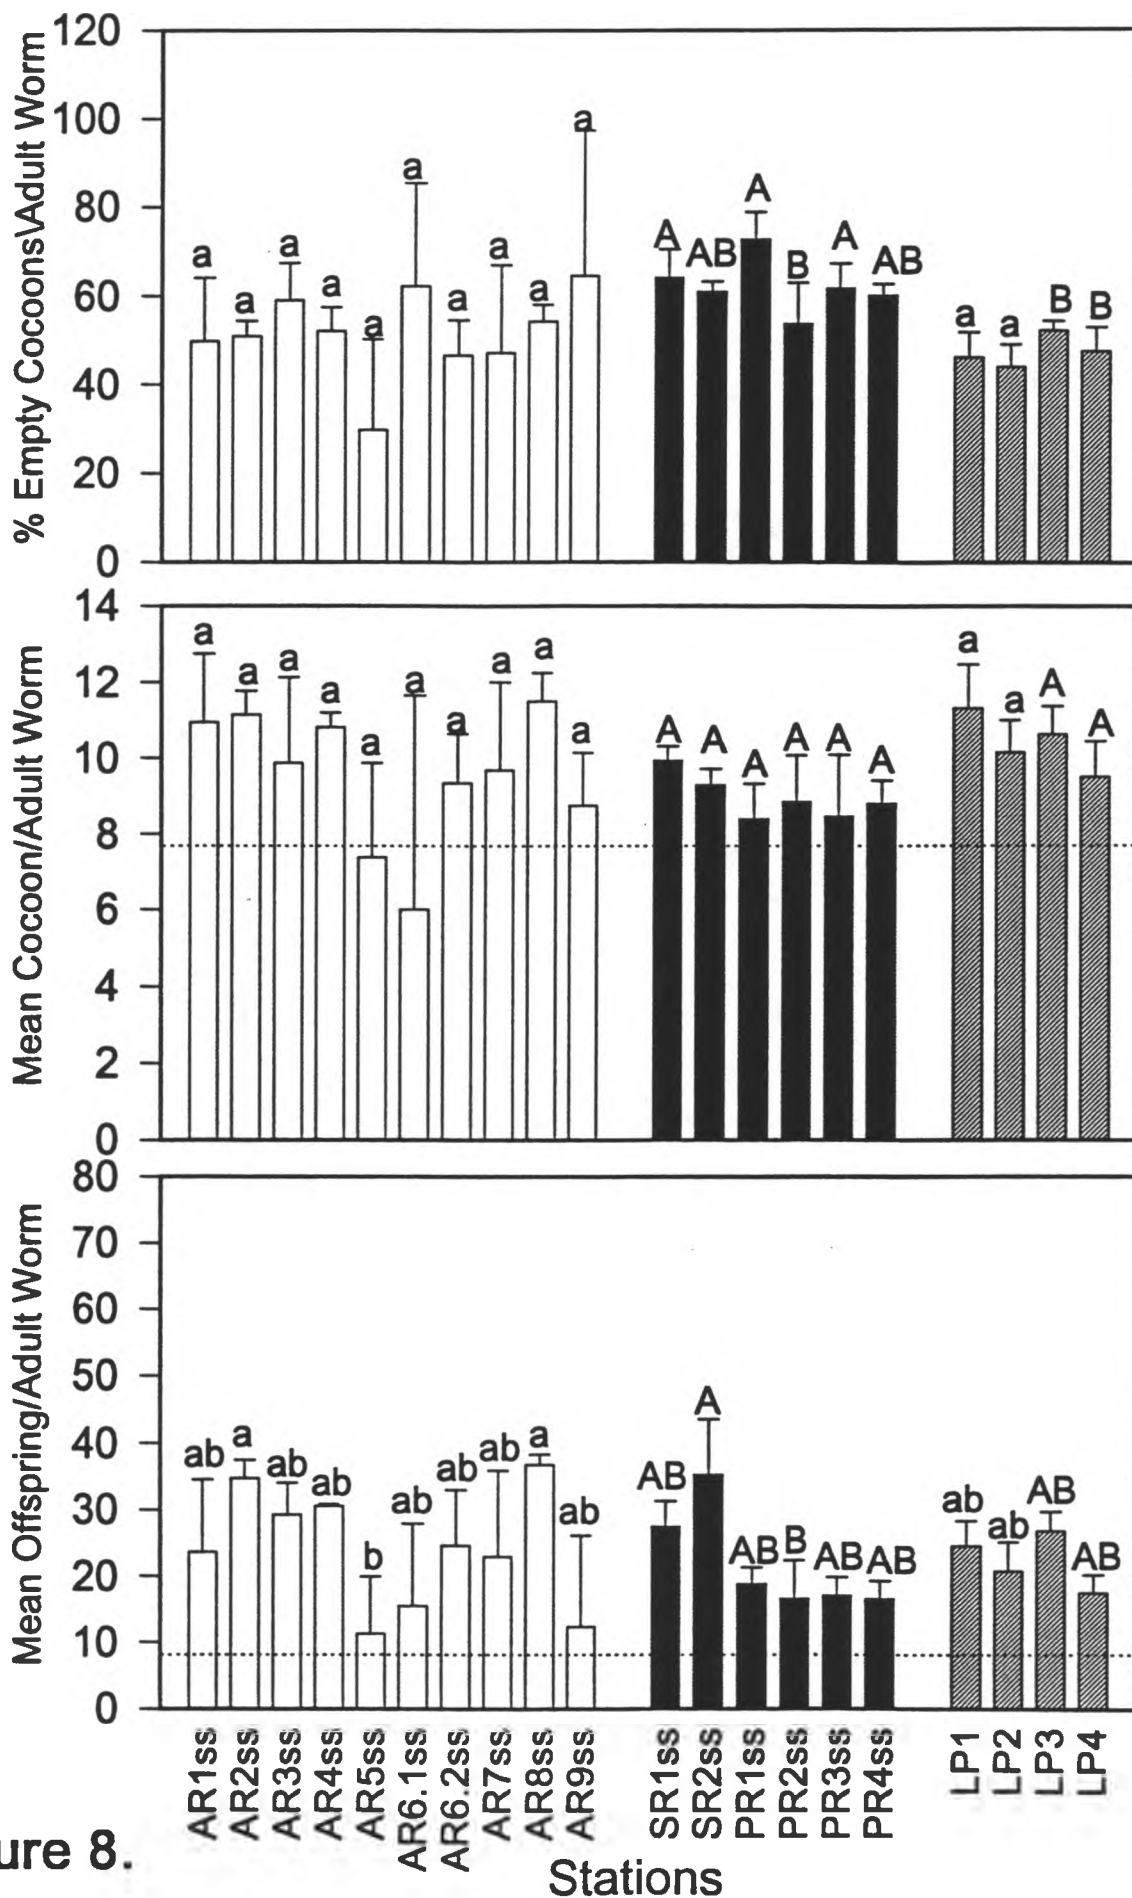 % Empty Cocoons\Adult Worm
120
100
80
60
40
20
0
a a a a a a a a a a A AB A B A AB a a B B
Mean Cocoon/Adult Worm
14
12
10
8
6
4
2
0
a a a a a a a a a a A A A A A A a a A A
Mean Offspring/Adult Worm
80
70
60
50
40
30
20
10
0
ab a ab ab b ab ab ab a ab AB A AB B AB AB ab ab AB AB
AR1ss
AR2ss
AR3ss
AR4ss
AR5ss
AR6.1ss
AR6.2ss
AR7ss
AR8ss
AR9ss
SR1ss
SR2ss
PR1ss
PR2ss
PR3ss
PR4ss
LP1
LP2
LP3
LP4
ure 8.
Stations